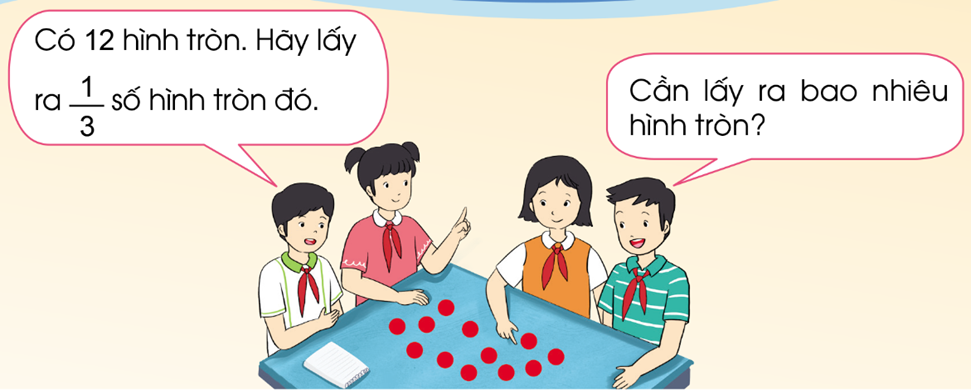 Có 12 hình tròn. Hãy lấy
ra 1/3 số hình tròn đó.
Cần lấy ra bao nhiêu
hình tròn?